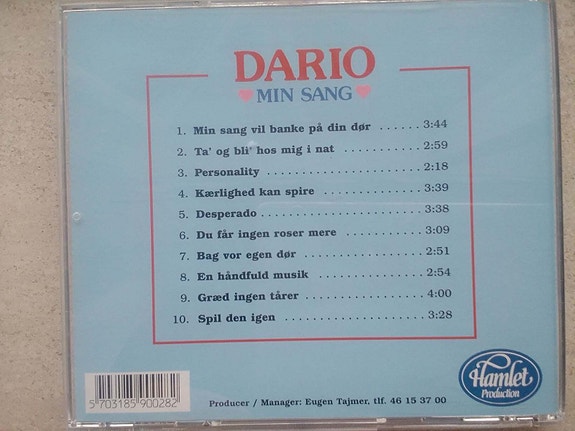 DARIO
MIN SANG
1. Min sang vil banke på din dør ...... 3:44
2. Ta' og bli' hos mig i nat ............ 2:59
3. Personality ......................... 2:18
4. Kærlighed kan spire ............... 3:39
5. Desperado ......................... 3:38
6. Du får ingen roser mere ........... 3:09
7. Bag vor egen dør .................. 2:51
8. En håndfuld musik ................ 2:54
9. Græd ingen tårer ................... 4:00
10. Spil den igen ...................... 3:28
5 703185 900282
Producer / Manager: Eugen Tajmer, tlf. 46 15 37 00
Hamlet
Production